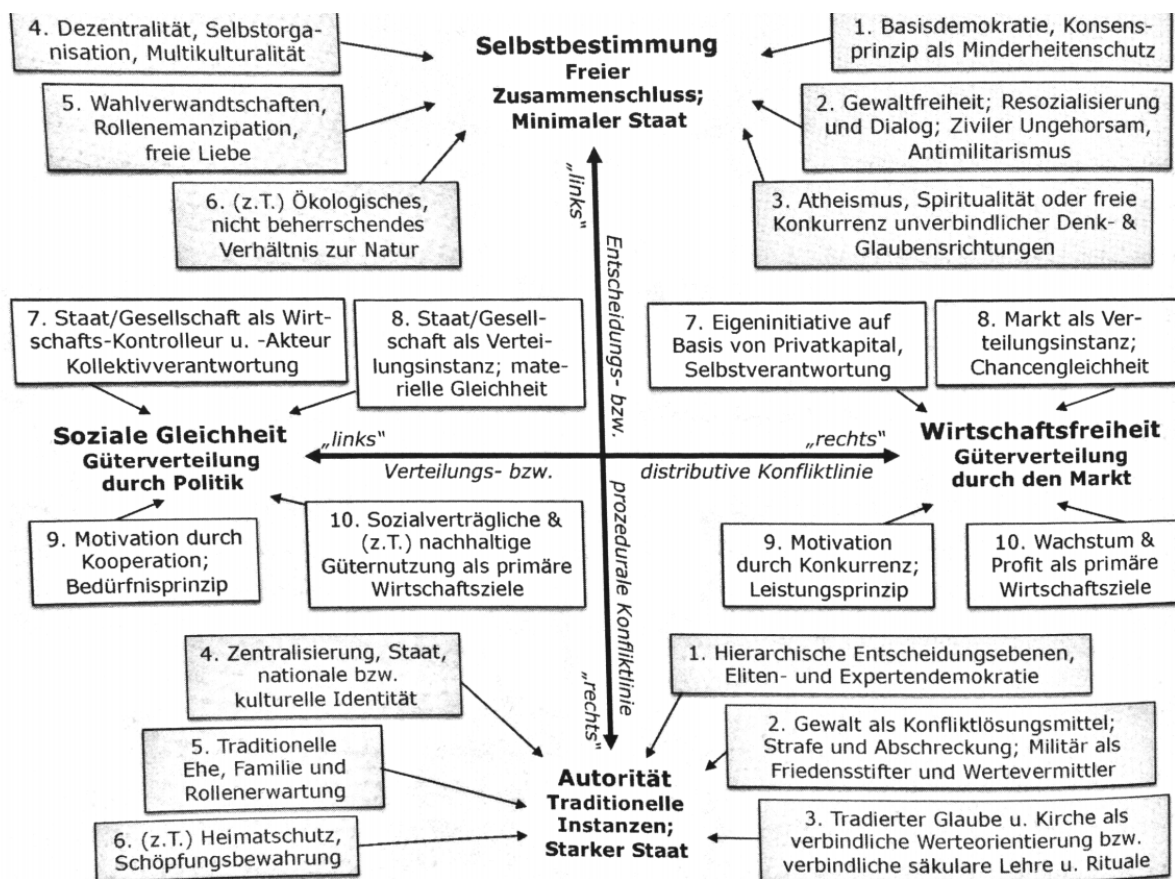 4. Dezentralität, Selbstorga-
nisation, Multikulturalität
Selbstbestimmung
Freier
Zusammenschluss;
Minimaler Staat
1. Basisdemokratie, Konsens-
prinzip als Minderheitenschutz
5. Wahlverwandtschaften,
Rollenemanzipation,
freie Liebe
2. Gewaltfreiheit; Resozialisierung
und Dialog; Ziviler Ungehorsam,
Antimilitarismus
6. (z.T.) Ökologisches,
nicht beherrschendes
Verhältnis zur Natur
3. Atheismus, Spiritualität oder freie
Konkurrenz unverbindlicher Denk- &
Glaubensrichtungen
„links“
Entscheidungs- bzw.
prozedurale Konfliktlinie
„rechts“
7. Staat/Gesellschaft als Wirt-
schafts-Kontrolleur u. -Akteur
Kollektivverantwortung
8. Staat/Gesell-
schaft als Vertei-
lungsinstanz; mate-
rielle Gleichheit
7. Eigeninitiative auf
Basis von Privatkapital,
Selbstverantwortung
8. Markt als Ver-
teilungsinstanz;
Chancengleichheit
Soziale Gleichheit
Güterverteilung
durch Politik
„links“
„rechts“
Verteilungs- bzw.
distributive Konfliktlinie
Wirtschaftsfreiheit
Güterverteilung
durch den Markt
9. Motivation durch
Kooperation;
Bedürfnisprinzip
10. Sozialverträgliche &
(z.T.) nachhaltige
Güternutzung als primäre
Wirtschaftsziele
9. Motivation
durch Konkurrenz;
Leistungsprinzip
10. Wachstum &
Profit als primäre
Wirtschaftsziele
4. Zentralisierung, Staat,
nationale bzw.
kulturelle Identität
1. Hierarchische Entscheidungsebenen,
Eliten- und Expertendemokratie
5. Traditionelle
Ehe, Familie und
Rollenerwartung
2. Gewalt als Konfliktlösungsmittel;
Strafe und Abschreckung; Militär als
Friedensstifter und Wertevermittler
6. (z.T.) Heimatschutz,
Schöpfungsbewahrung
Autorität
Traditionelle
Instanzen;
Starker Staat
3. Tradierter Glaube u. Kirche als
verbindliche Werteorientierung bzw.
verbindliche säkulare Lehre u. Rituale